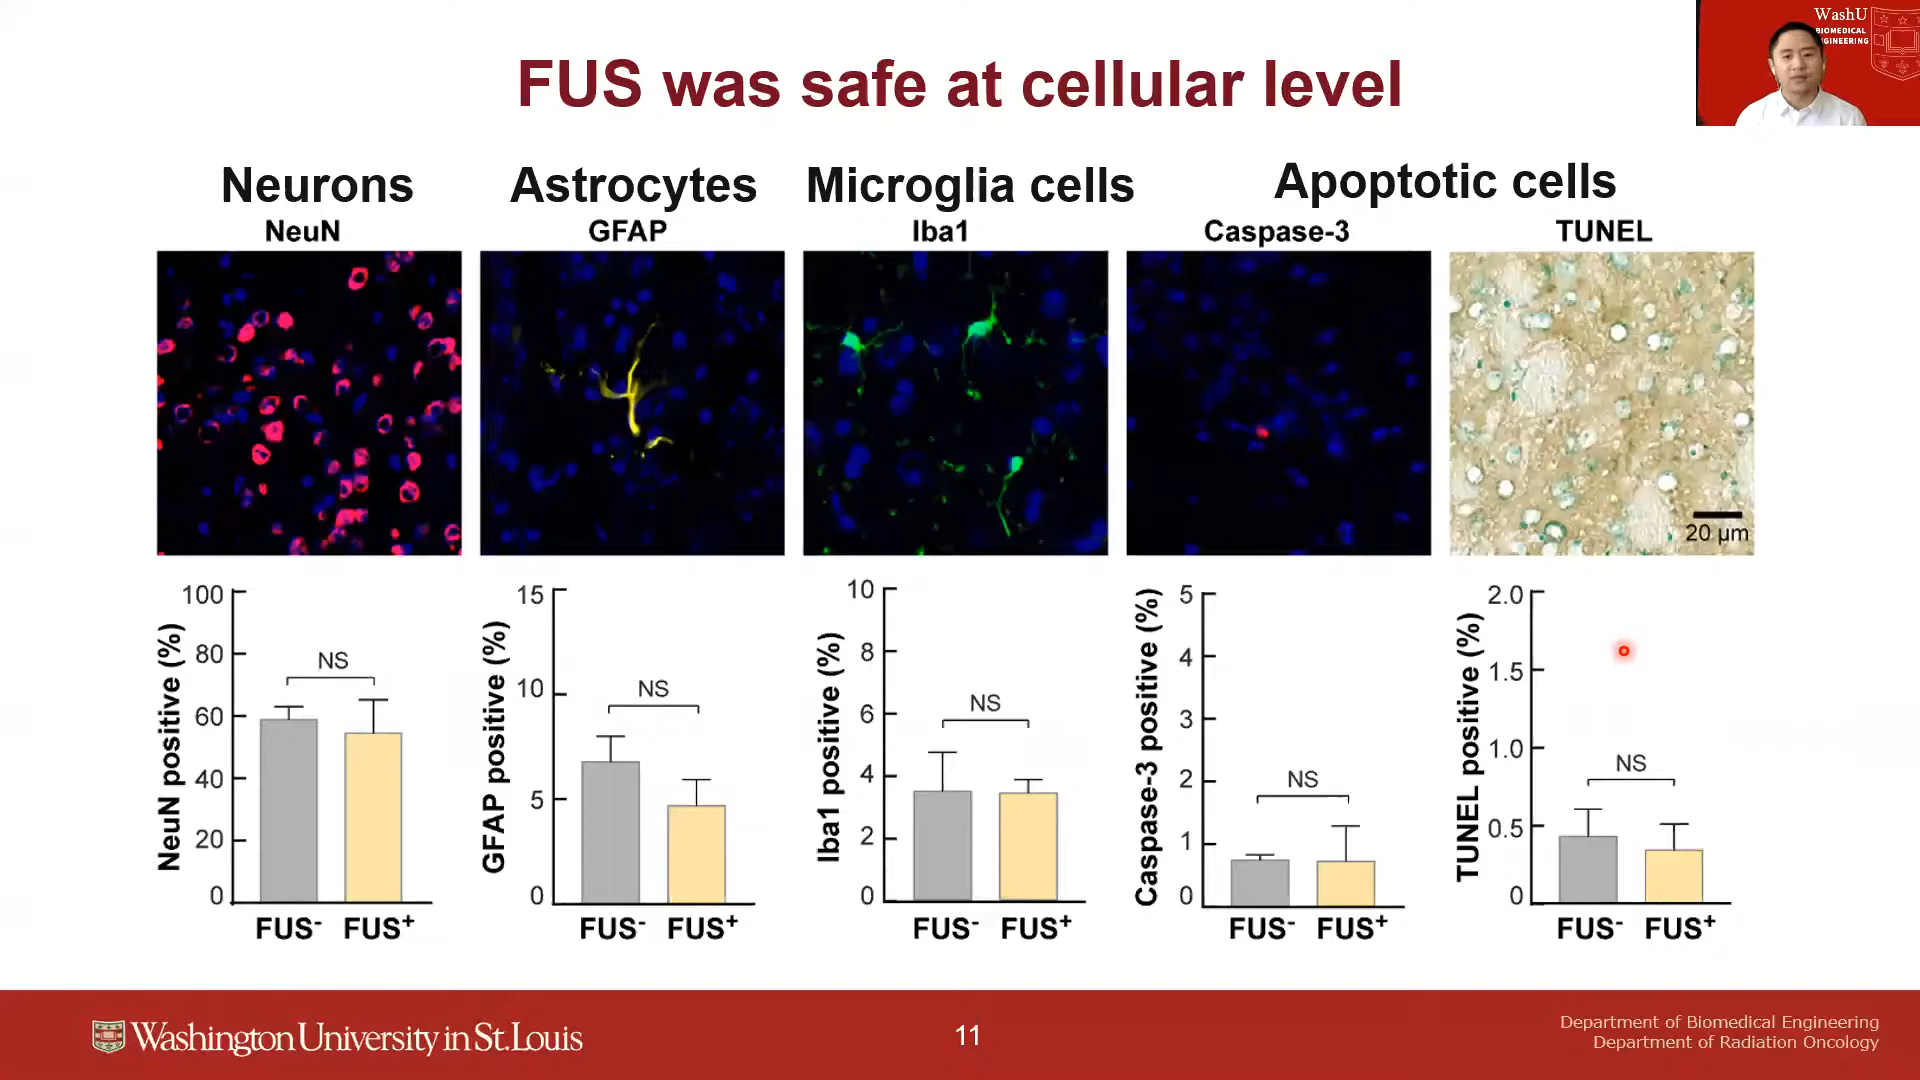 WashU
BIOMEDICAL
GINEERING
FUS was safe at cellular level
Neurons
Astrocytes
Microglia cells
Apoptotic cells
NeuN
GFAP
Iba1
Caspase-3
TUNEL
20 µm
NeuN positive (%)
100
80
60
40
20
0
NS
FUS- FUS+
GFAP positive (%)
15
10
5
0
NS
FUS- FUS+
Iba1 positive (%)
10
8
6
4
2
0
NS
FUS- FUS+
Caspase-3 positive (%)
5
4
3
2
1
0
NS
FUS- FUS+
TUNEL positive (%)
2.0
1.5
1.0
0.5
0
NS
FUS- FUS+
Washington University in St. Louis
11
Department of Biomedical Engineering
Department of Radiation Oncology